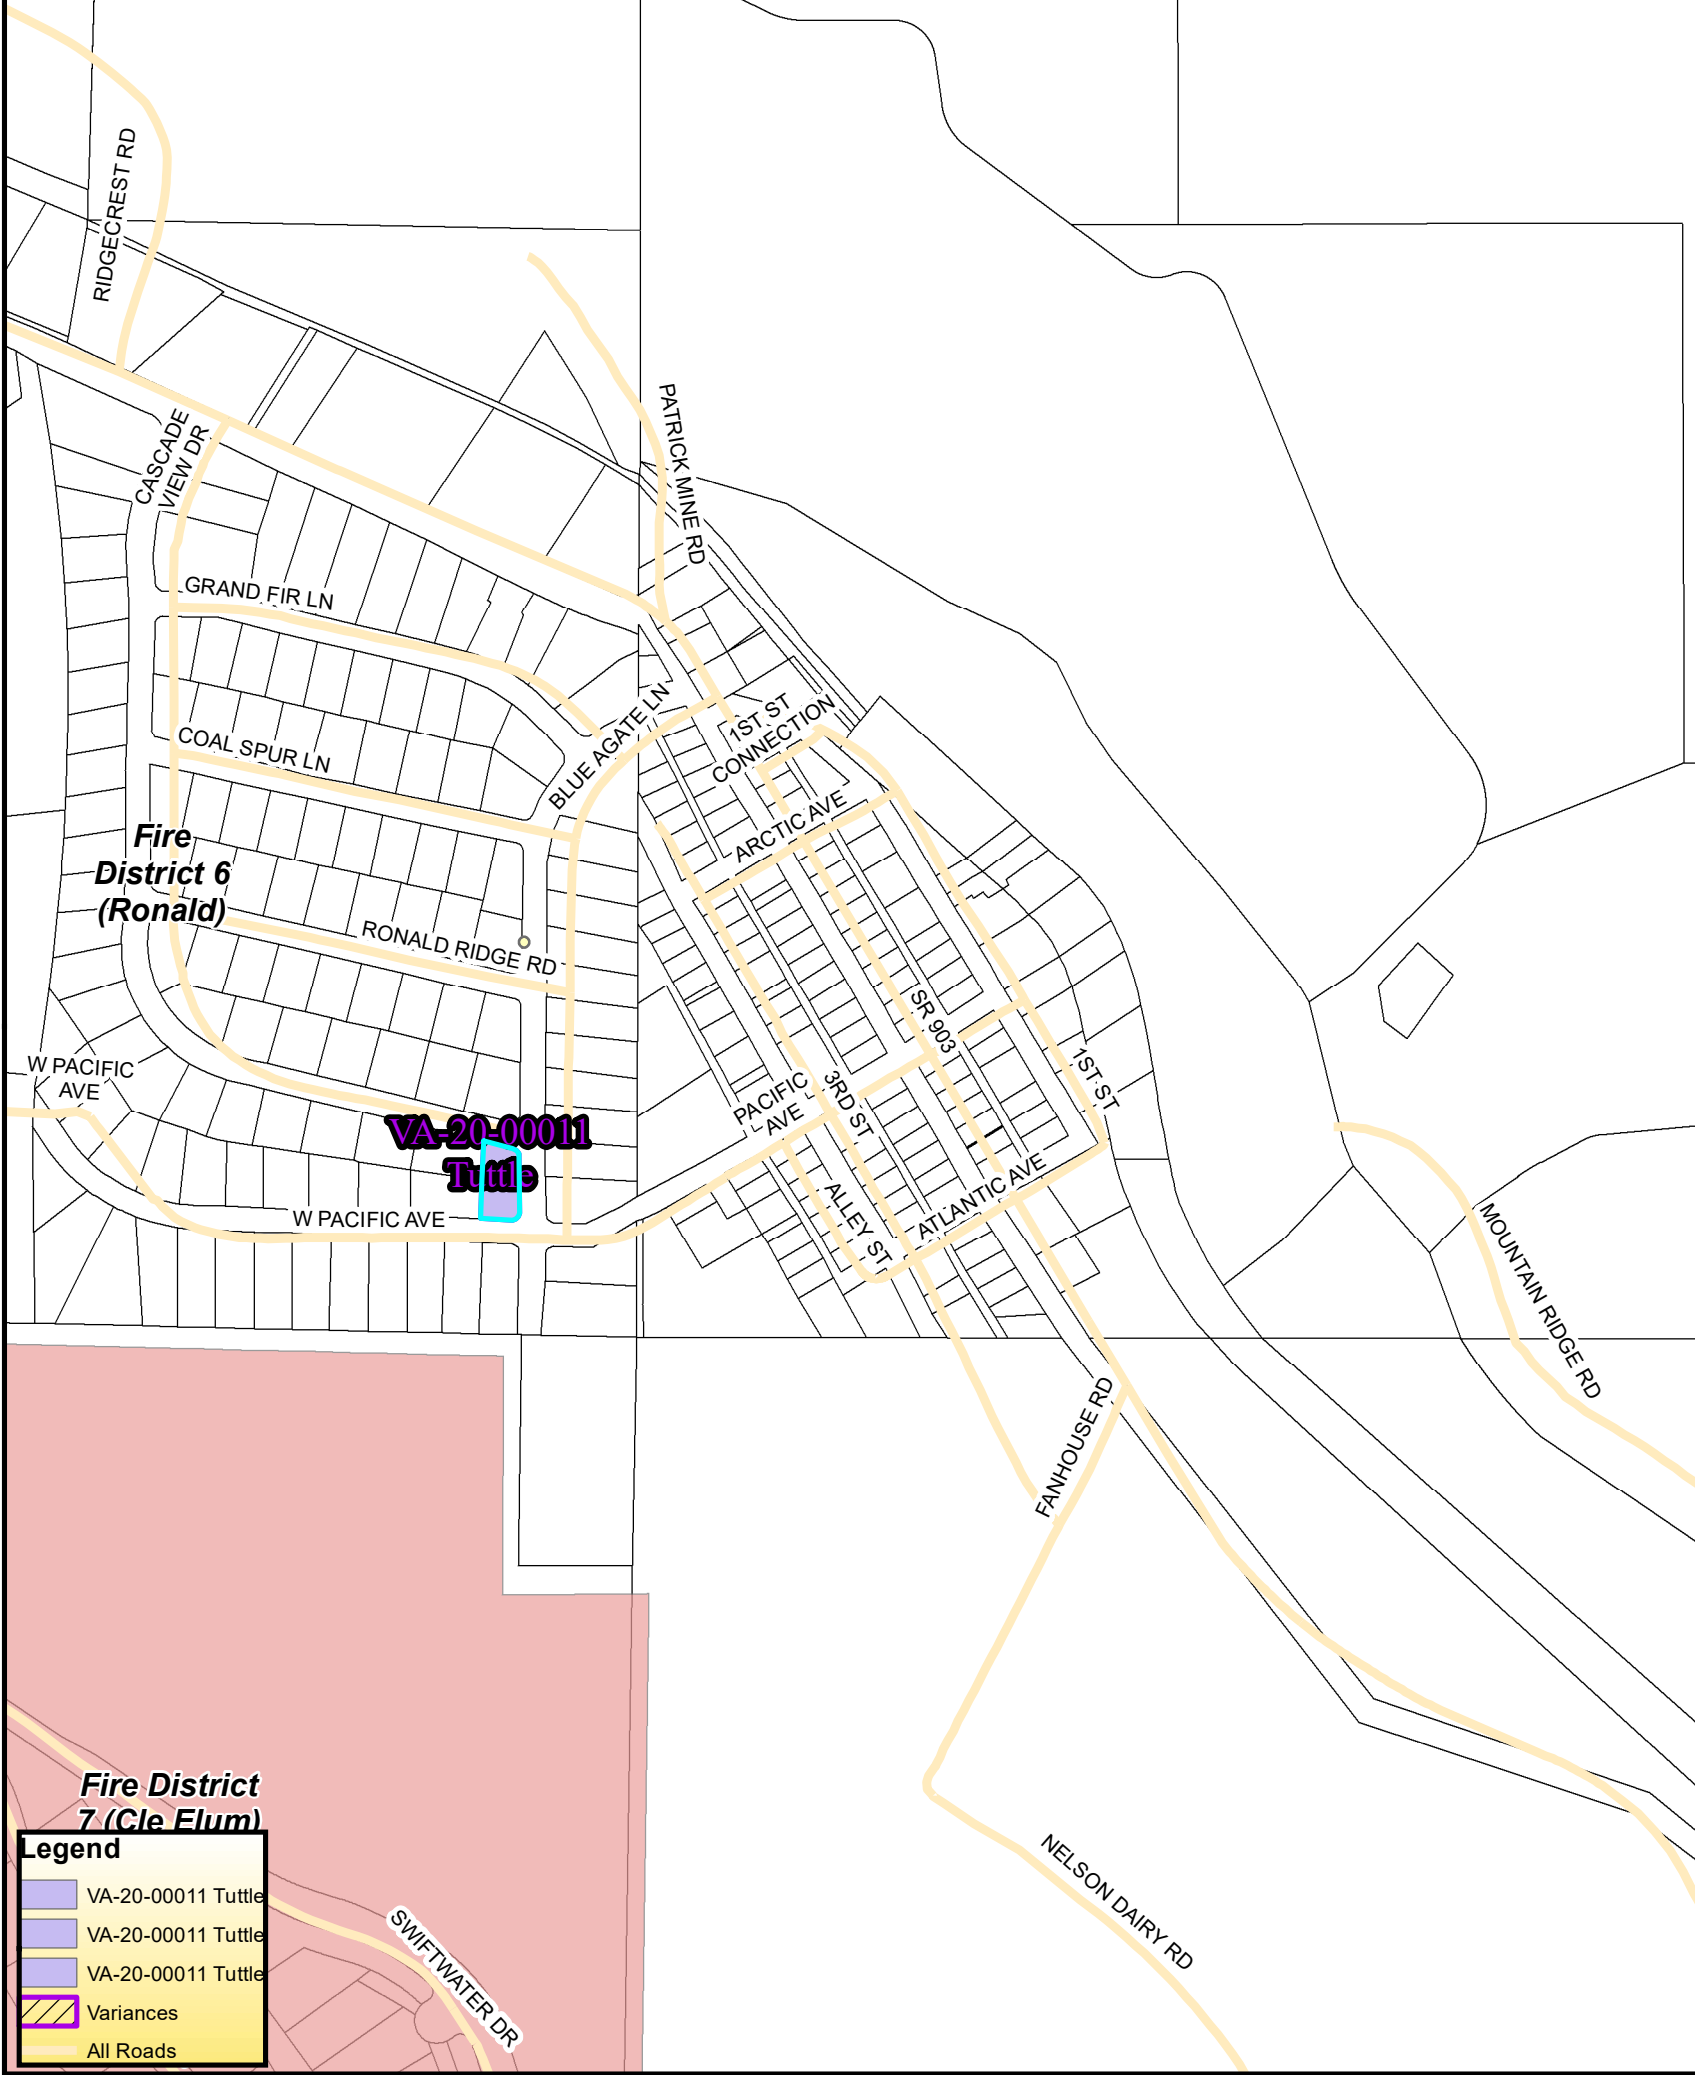 RIDGECREST RD
PATRICK MINE RD
CASCADE
VIEW DR
GRAND FIR LN
BLUE AGATE LN
1ST ST
CONNECTION
COAL SPUR LN
ARCTIC AVE
Fire
District 6
(Ronald)
RONALD RIDGE RD
SR 903
W PACIFIC
AVE
PACIFIC
AVE
3RD ST
1ST ST
VA-20-00011
Tuttle
W PACIFIC AVE
ALLEY ST
ATLANTIC AVE
MOUNTAIN RIDGE RD
FANHOUSE RD
Fire District
7 (Cle Elum)
NELSON DAIRY RD
SWIFTWATER DR
Legend
VA-20-00011 Tuttle
VA-20-00011 Tuttle
VA-20-00011 Tuttle
Variances
All Roads